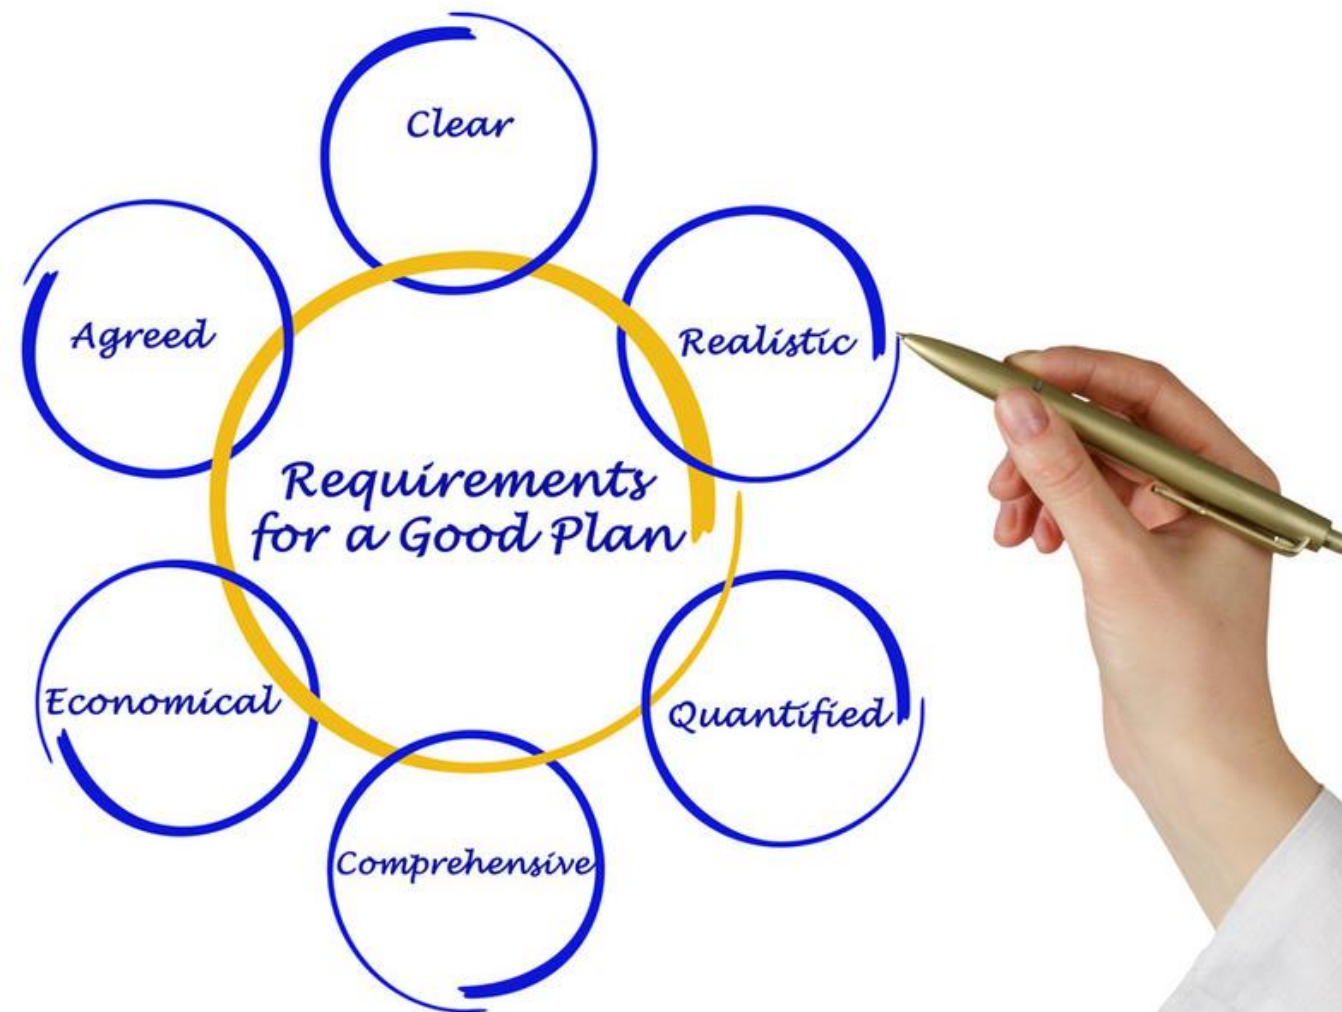 Clear
Agreed
Realistic
Requirements
for a Good Plan
Economical
Quantified
Comprehensive